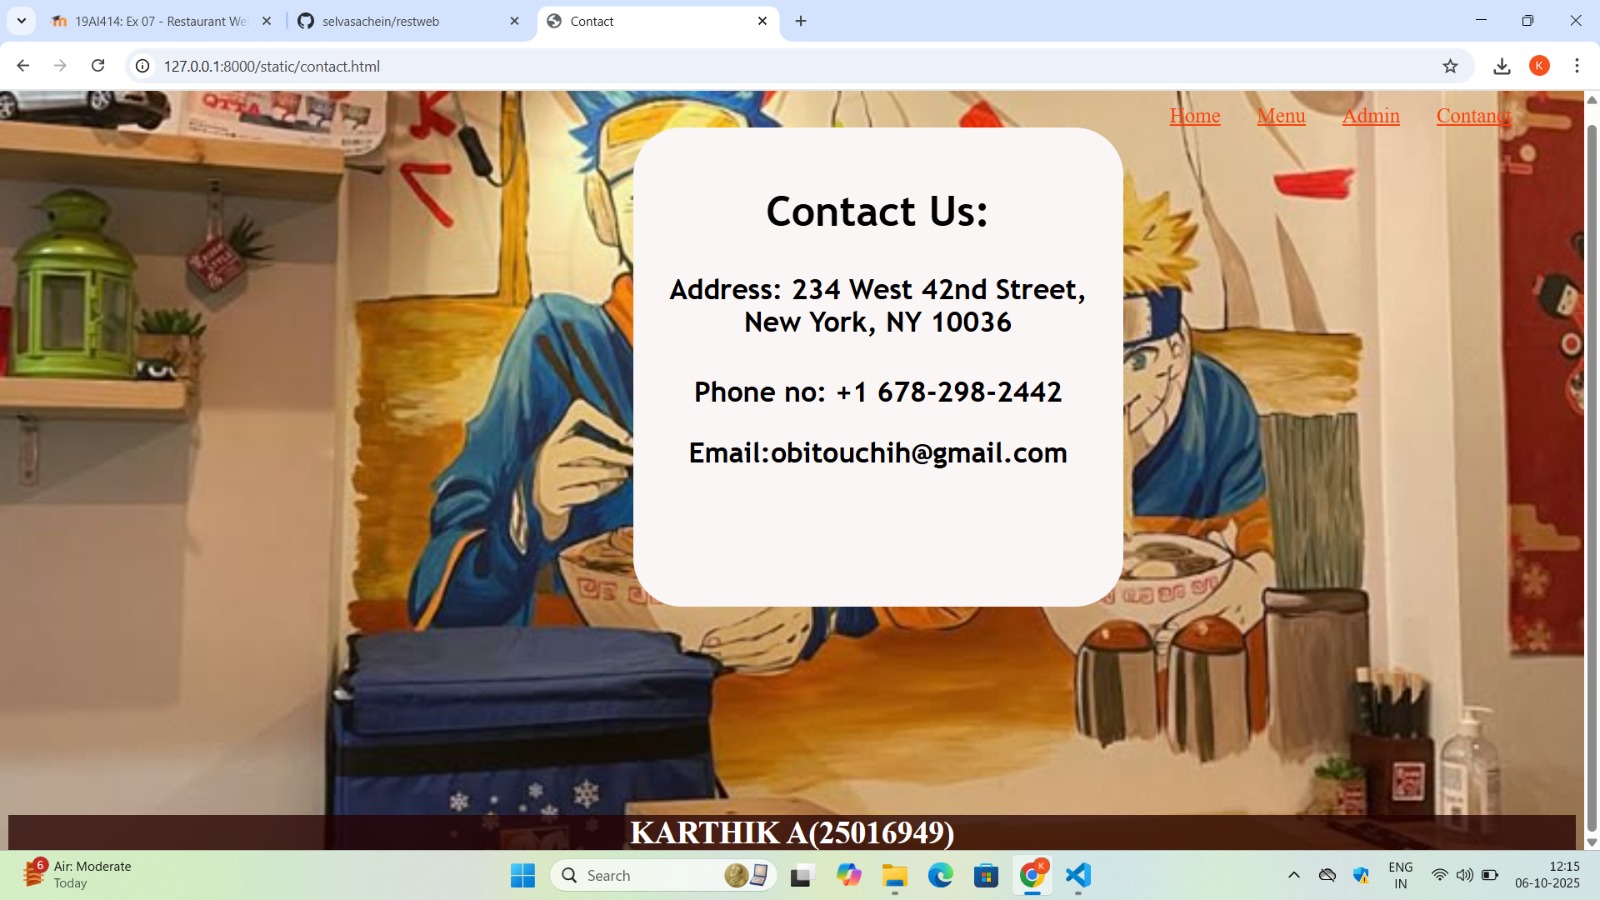 19AI414: Ex 07 - Restaurant We
selvasachein/restweb
Contact
127.0.0.1:8000/static/contact.html
K
Home Menu Admin Contanct
Contact Us:
Address: 234 West 42nd Street,
New York, NY 10036
Phone no: +1 678-298-2442
Email:obitouchih@gmail.com
KARTHIK A(25016949)
6
Air: Moderate
Today
Search
K
ENG
IN
12:15
06-10-2025